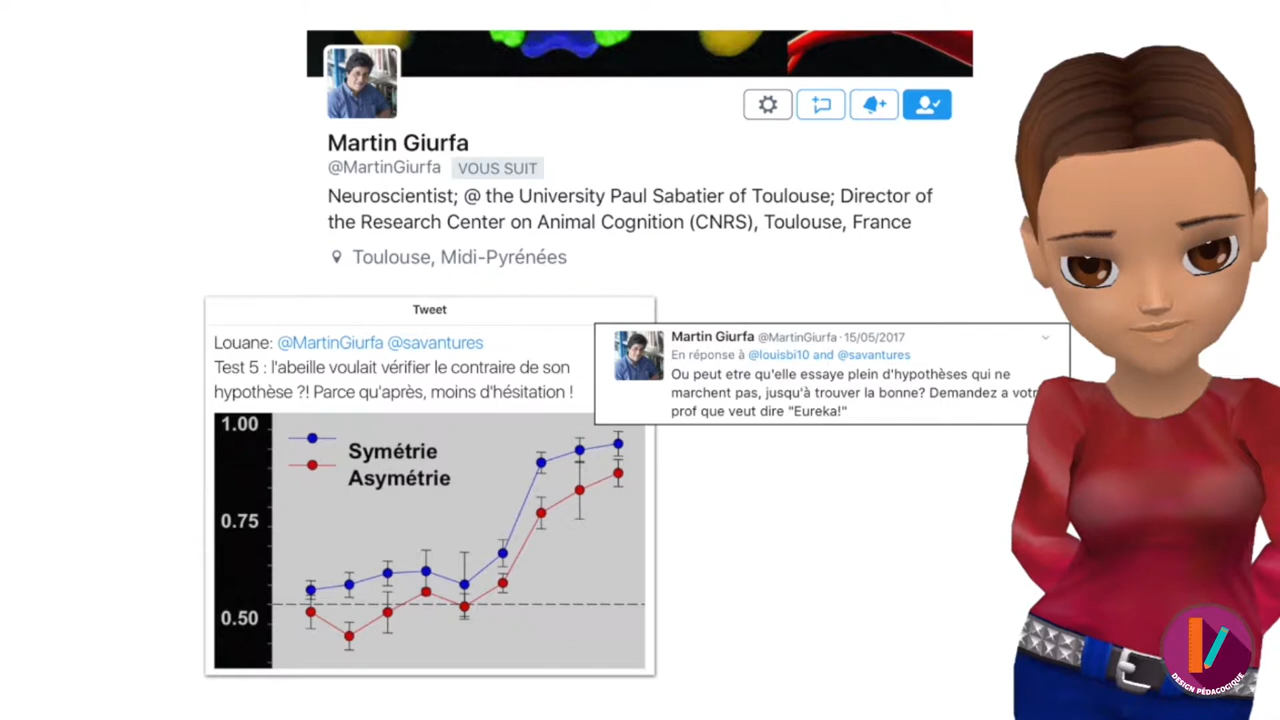 Martin Giurfa
@MartinGiurfa VOUS SUIT
Neuroscientist; @ the University Paul Sabatier of Toulouse; Director of
the Research Center on Animal Cognition (CNRS), Toulouse, France
Toulouse, Midi-Pyrénées
Tweet
Louane: @MartinGiurfa @savantures
Test 5 : l'abeille voulait vérifier le contraire de son
hypothèse ?! Parce qu'après, moins d'hésitation !
1.00
Symétrie
Asymétrie
0.75
0.50
Martin Giurfa @MartinGiurfa · 15/05/2017
En réponse à @louisbi10 and @savantures
Ou peut etre qu'elle essaye plein d'hypothèses qui ne
marchent pas, jusqu'à trouver la bonne? Demandez a votr
prof que veut dire "Eureka!"
DESIGN PÉDAGOGIQUE